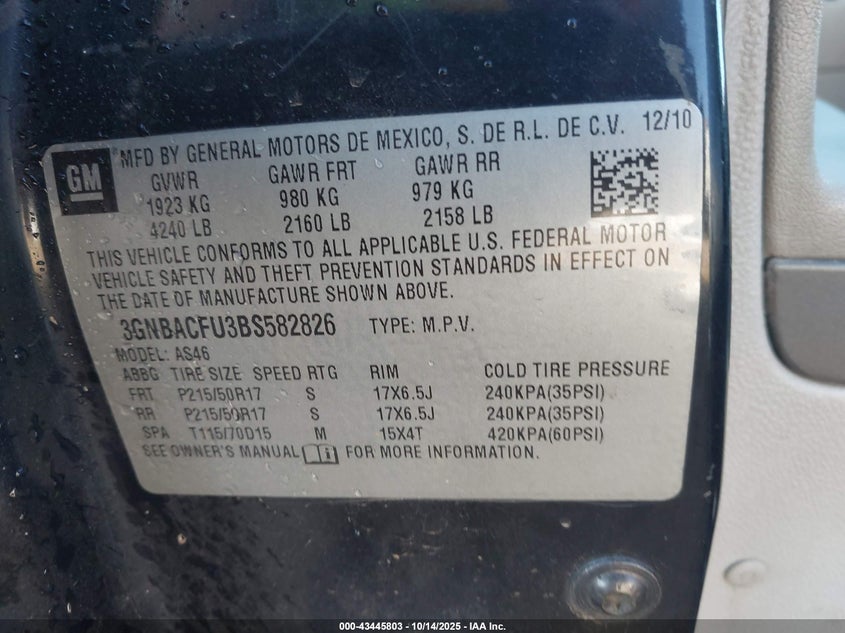 GM
MFD BY GENERAL MOTORS DE MEXICO, S. DE R.L. DE C.V. 12/10
GVWR GAWR FRT GAWR RR
1923 KG 980 KG 979 KG
4240 LB 2160 LB 2158 LB
THIS VEHICLE CONFORMS TO ALL APPLICABLE U.S. FEDERAL MOTOR
VEHICLE SAFETY AND THEFT PREVENTION STANDARDS IN EFFECT ON
THE DATE OF MANUFACTURE SHOWN ABOVE.
3GNBACFU3BS582826 TYPE: M.P.V.
MODEL: AS46
ABBG TIRE SIZE SPEED RTG RIM COLD TIRE PRESSURE
FRT P215/50R17 S 17X6.5J 240KPA(35PSI)
RR P215/50R17 S 17X6.5J 240KPA(35PSI)
SPA T115/70D15 M 15X4T 420KPA(60PSI)
SEE OWNER'S MANUAL FOR MORE INFORMATION.
000-43445803 - 10/14/2025 - IAA Inc.